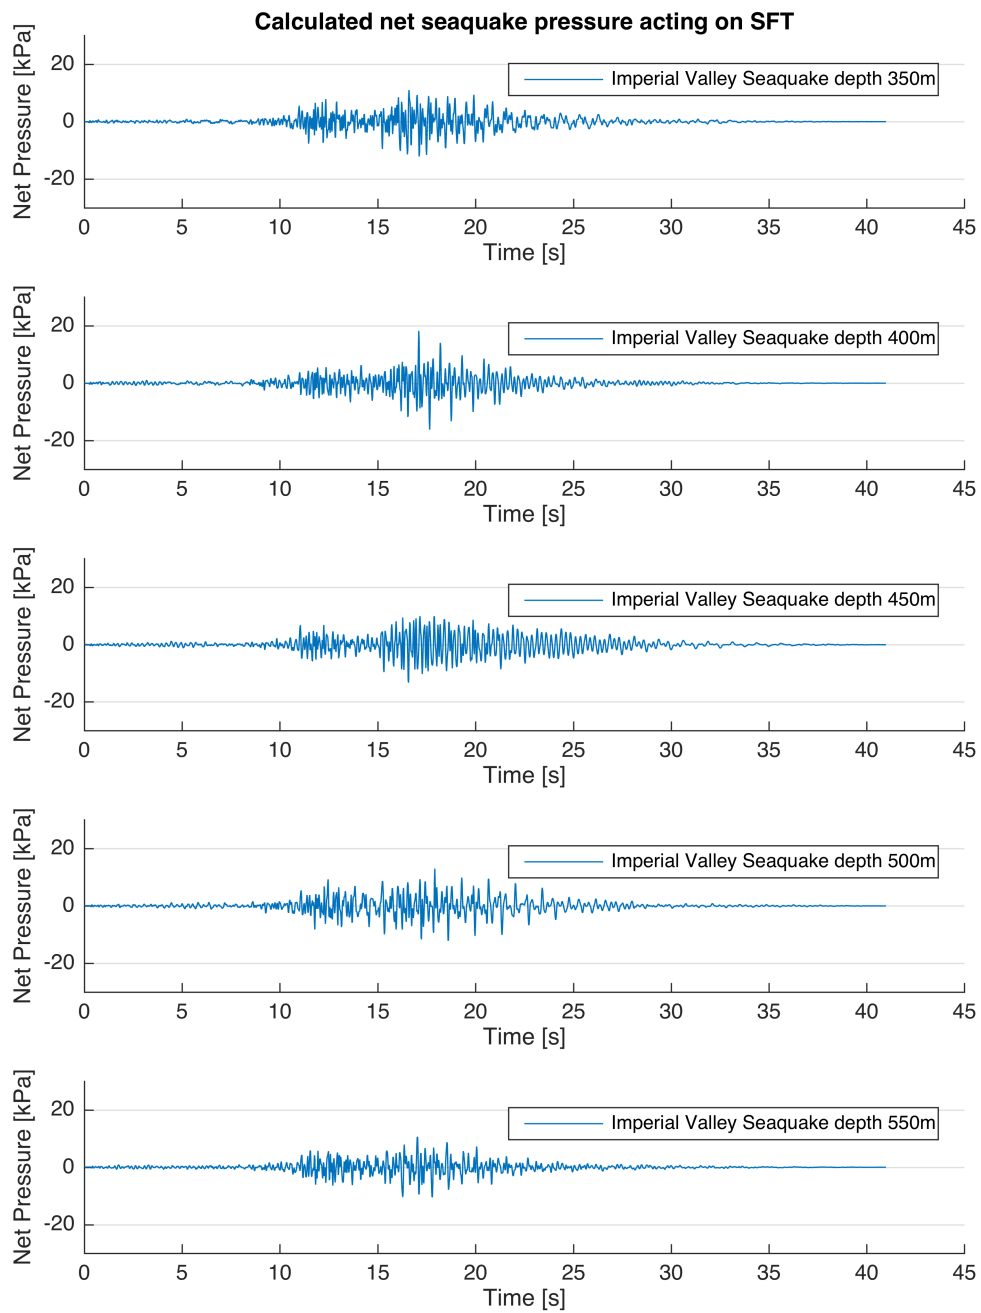 Calculated net seaquake pressure acting on SFT
Net Pressure [kPa]
20
0
-20
Imperial Valley Seaquake depth 350m
0 5 10 15 20 25 30 35 40 45
Time [s]
Net Pressure [kPa]
20
0
-20
Imperial Valley Seaquake depth 400m
0 5 10 15 20 25 30 35 40 45
Time [s]
Net Pressure [kPa]
20
0
-20
Imperial Valley Seaquake depth 450m
0 5 10 15 20 25 30 35 40 45
Time [s]
Net Pressure [kPa]
20
0
-20
Imperial Valley Seaquake depth 500m
0 5 10 15 20 25 30 35 40 45
Time [s]
Net Pressure [kPa]
20
0
-20
Imperial Valley Seaquake depth 550m
0 5 10 15 20 25 30 35 40 45
Time [s]